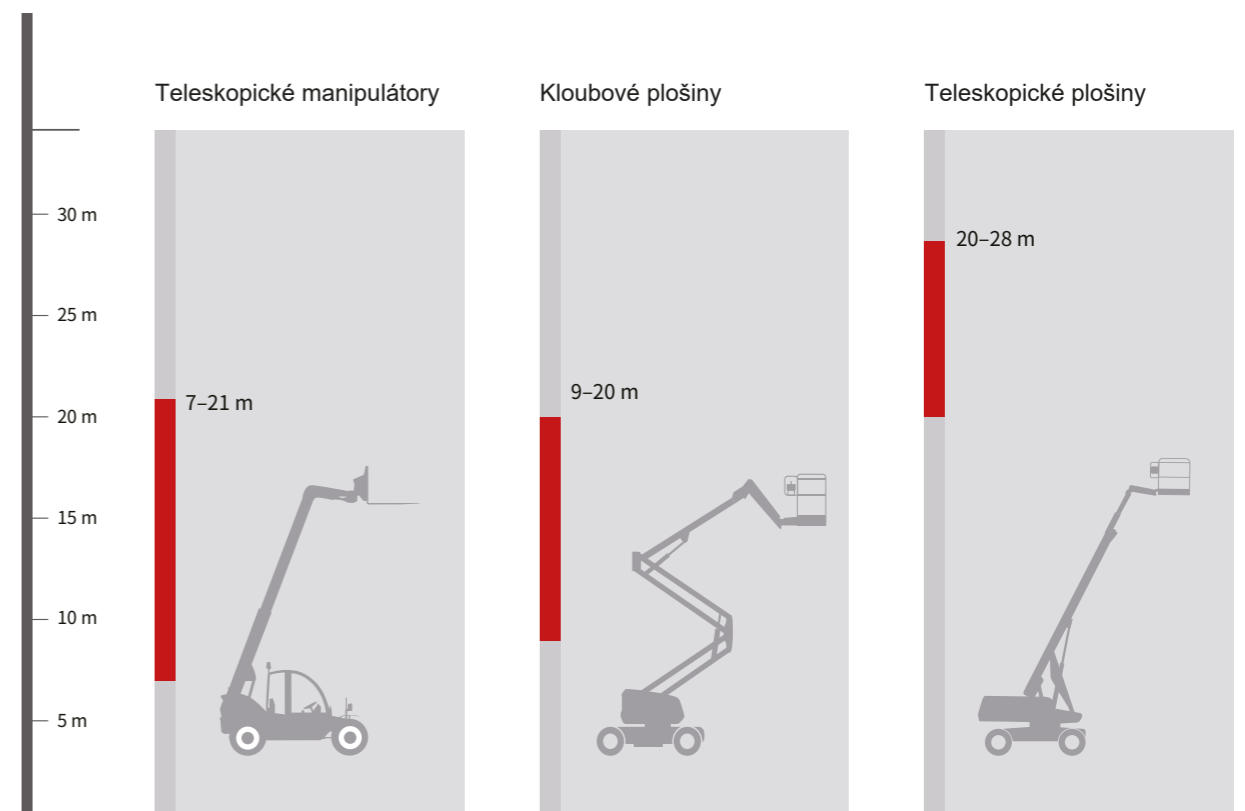 Teleskopické manipulátory
Kloubové plošiny
Teleskopické plošiny
30 m
20–28 m
25 m
7–21 m
9–20 m
20 m
15 m
10 m
5 m